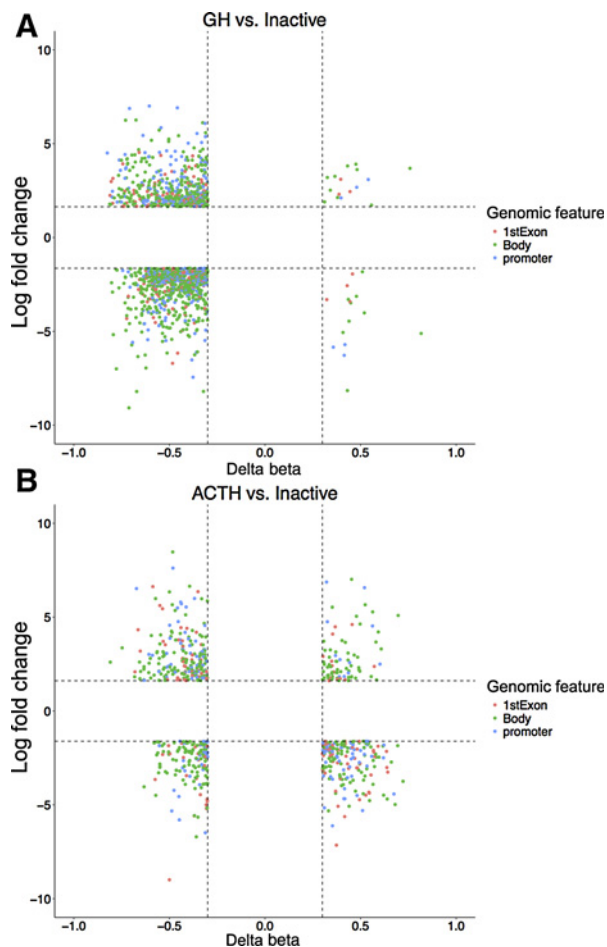 A
GH vs. Inactive
10
5
0
−5
−10
Log fold change
−1.0 −0.5 0.0 0.5 1.0
Delta beta
Genomic feature
1stExon
Body
promoter
B
ACTH vs. Inactive
10
5
0
−5
−10
Log fold change
−1.0 −0.5 0.0 0.5 1.0
Delta beta
Genomic feature
1stExon
Body
promoter